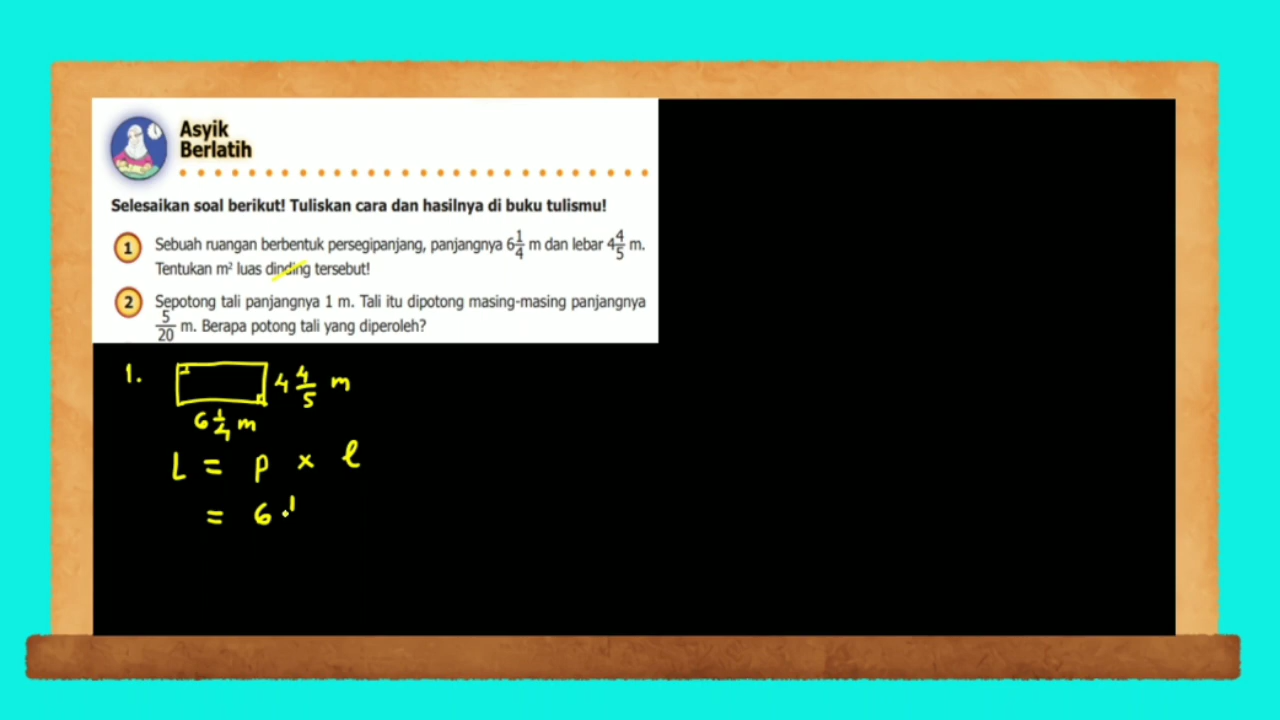 Asyik
Berlatih
Selesaikan soal berikut! Tuliskan cara dan hasilnya di buku tulismu!
1 Sebuah ruangan berbentuk persegipanjang, panjangnya 6 1/4 m dan lebar 4 4/5 m.
Tentukan m² luas dinding tersebut!
2 Sepotong tali panjangnya 1 m. Tali itu dipotong masing-masing panjangnya
5/20 m. Berapa potong tali yang diperoleh?
1. 4 4/5 m
6 1/4 m
L = p × l
= 6 1